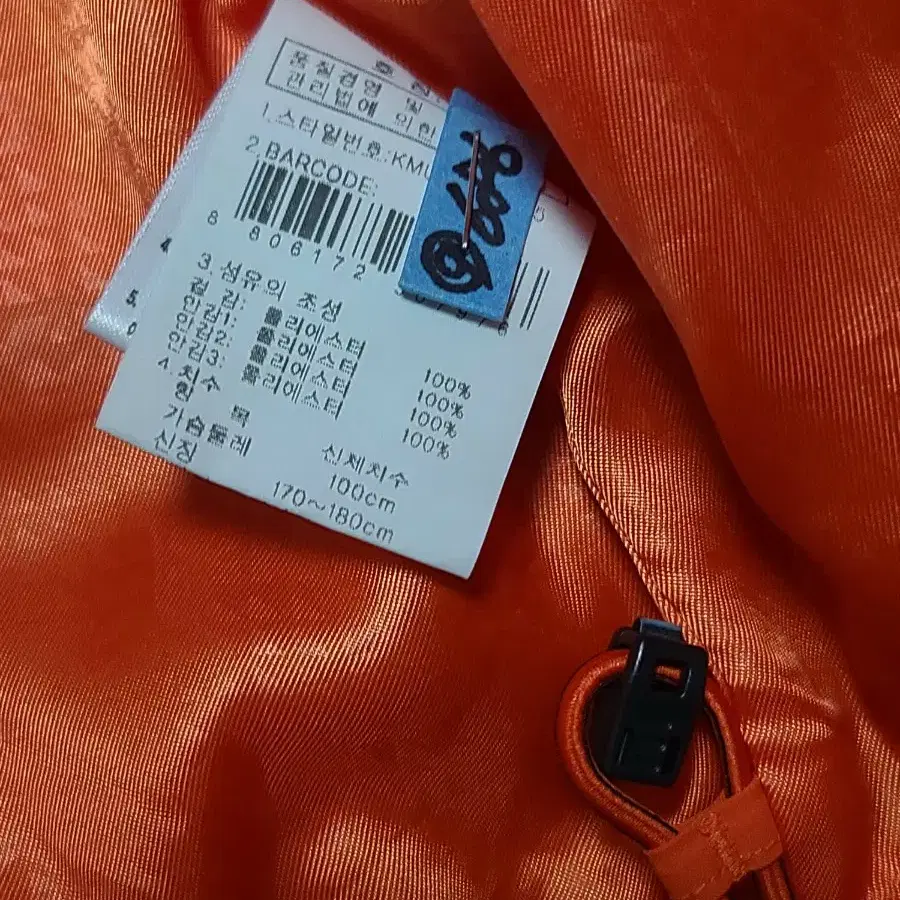 품질경영 및
관리법에 의한
1.스타일번호:KMU
2.BARCODE:
8 806172
3.섬유의 조성
겉 감: 폴리에스터 100%
안감1: 폴리에스터 100%
안감2: 폴리에스터 100%
안감3: 폴리에스터 100%
4.치수
항 목 신체치수
가슴둘레 100cm
신장 170~180cm
4
5
6